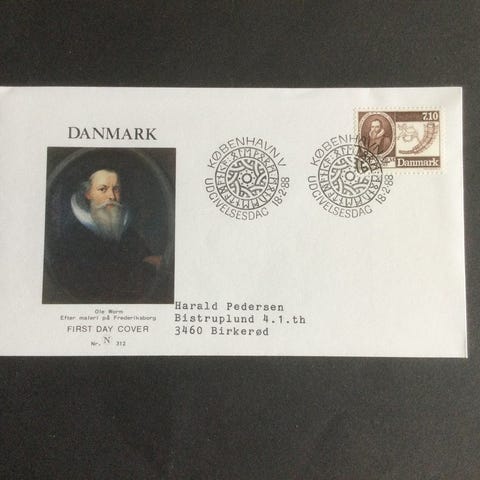 DANMARK
Ole Worm
Efter maleri på Frederiksborg
FIRST DAY COVER
Nr. N 312
KØBENHAVN V
UDGIVELSESDAG 18-2-88
KØBENHAVN V
UDGIVELSESDAG 18-2-88
7.10
Danmark
Harald Pedersen
Bistruplund 4.1.th
3460 Birkerød